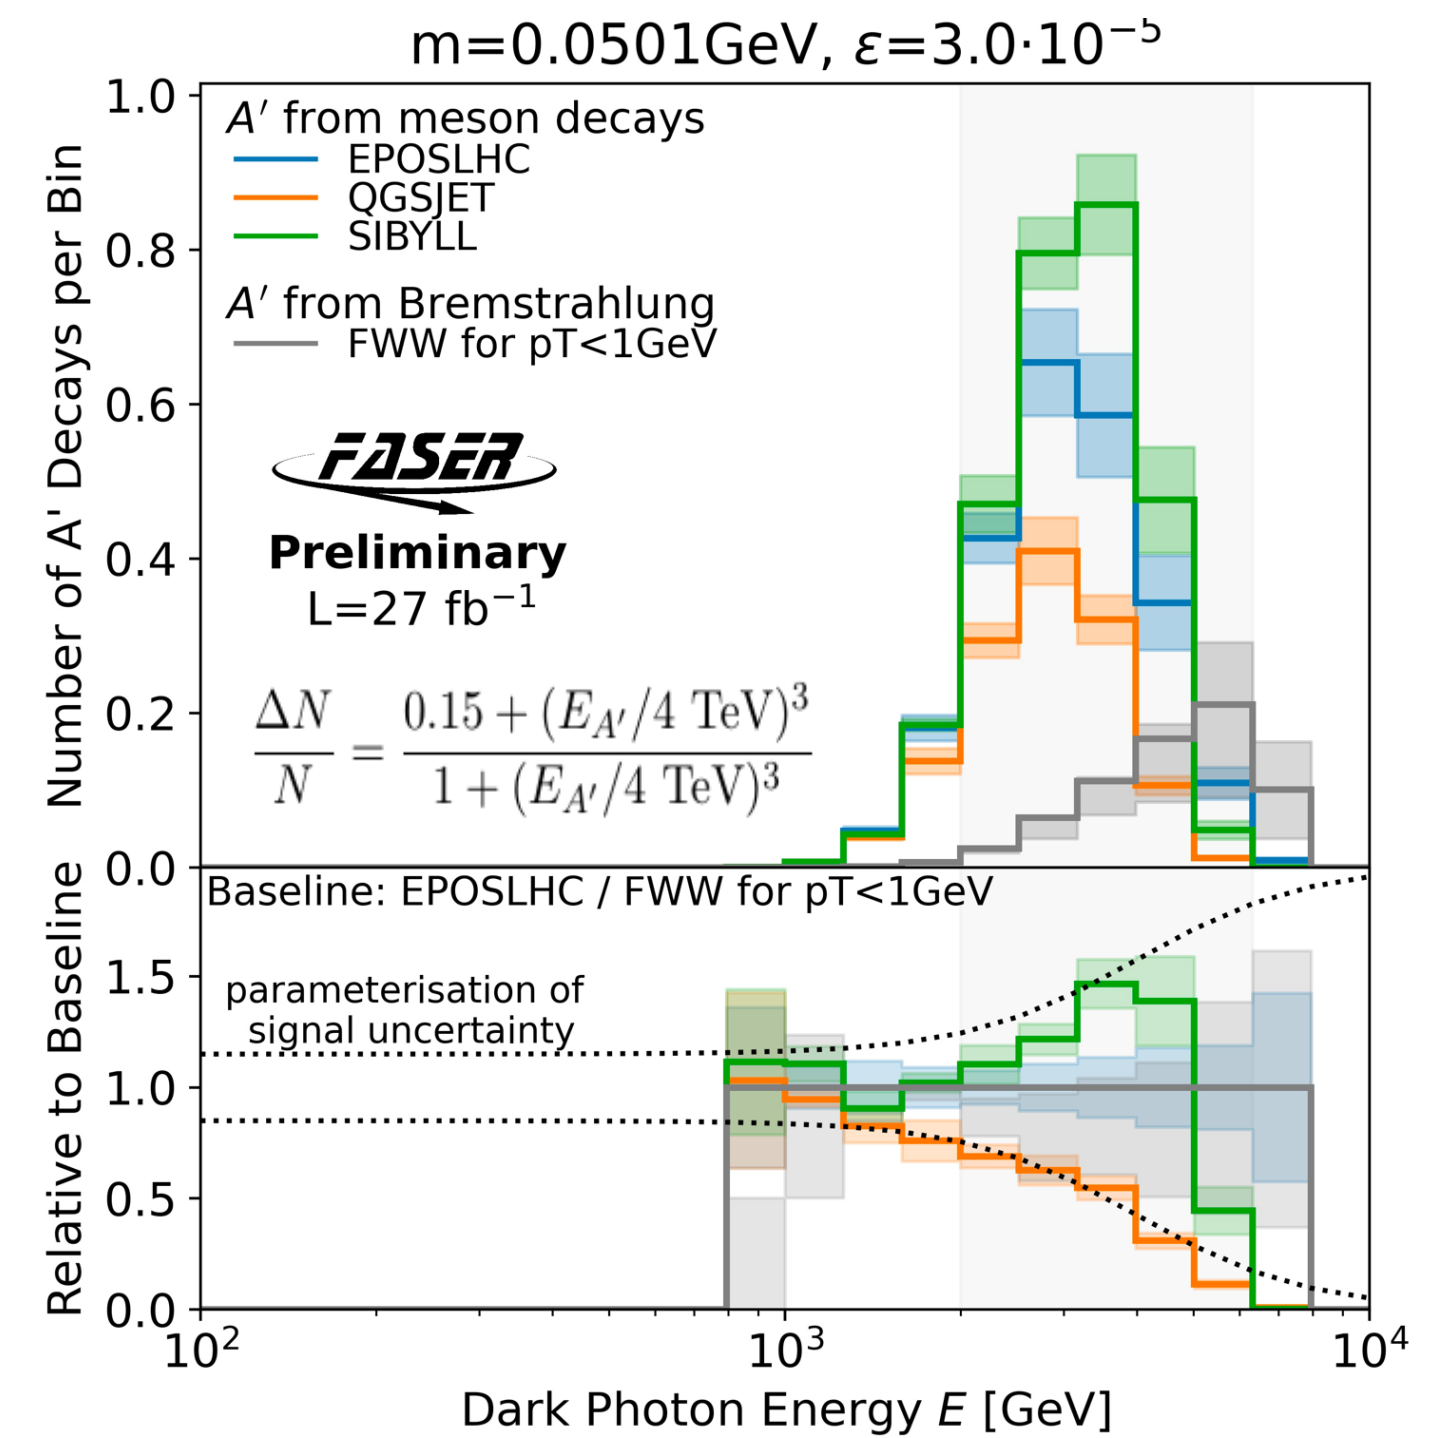 m=0.0501GeV, ε=3.0·10⁻⁵
Number of A' Decays per Bin
1.0
0.8
0.6
0.4
0.2
0.0
A′ from meson decays
EPOSLHC
QGSJET
SIBYLL
A′ from Bremstrahlung
FWW for pT<1GeV
FASER
Preliminary
L=27 fb⁻¹
ΔN/N = (0.15 + (E_A′/4 TeV)³)/(1 + (E_A′/4 TeV)³)
Relative to Baseline
Baseline: EPOSLHC / FWW for pT<1GeV
1.5
1.0
0.5
0.0
parameterisation of
signal uncertainty
10² 10³ 10⁴
Dark Photon Energy E [GeV]